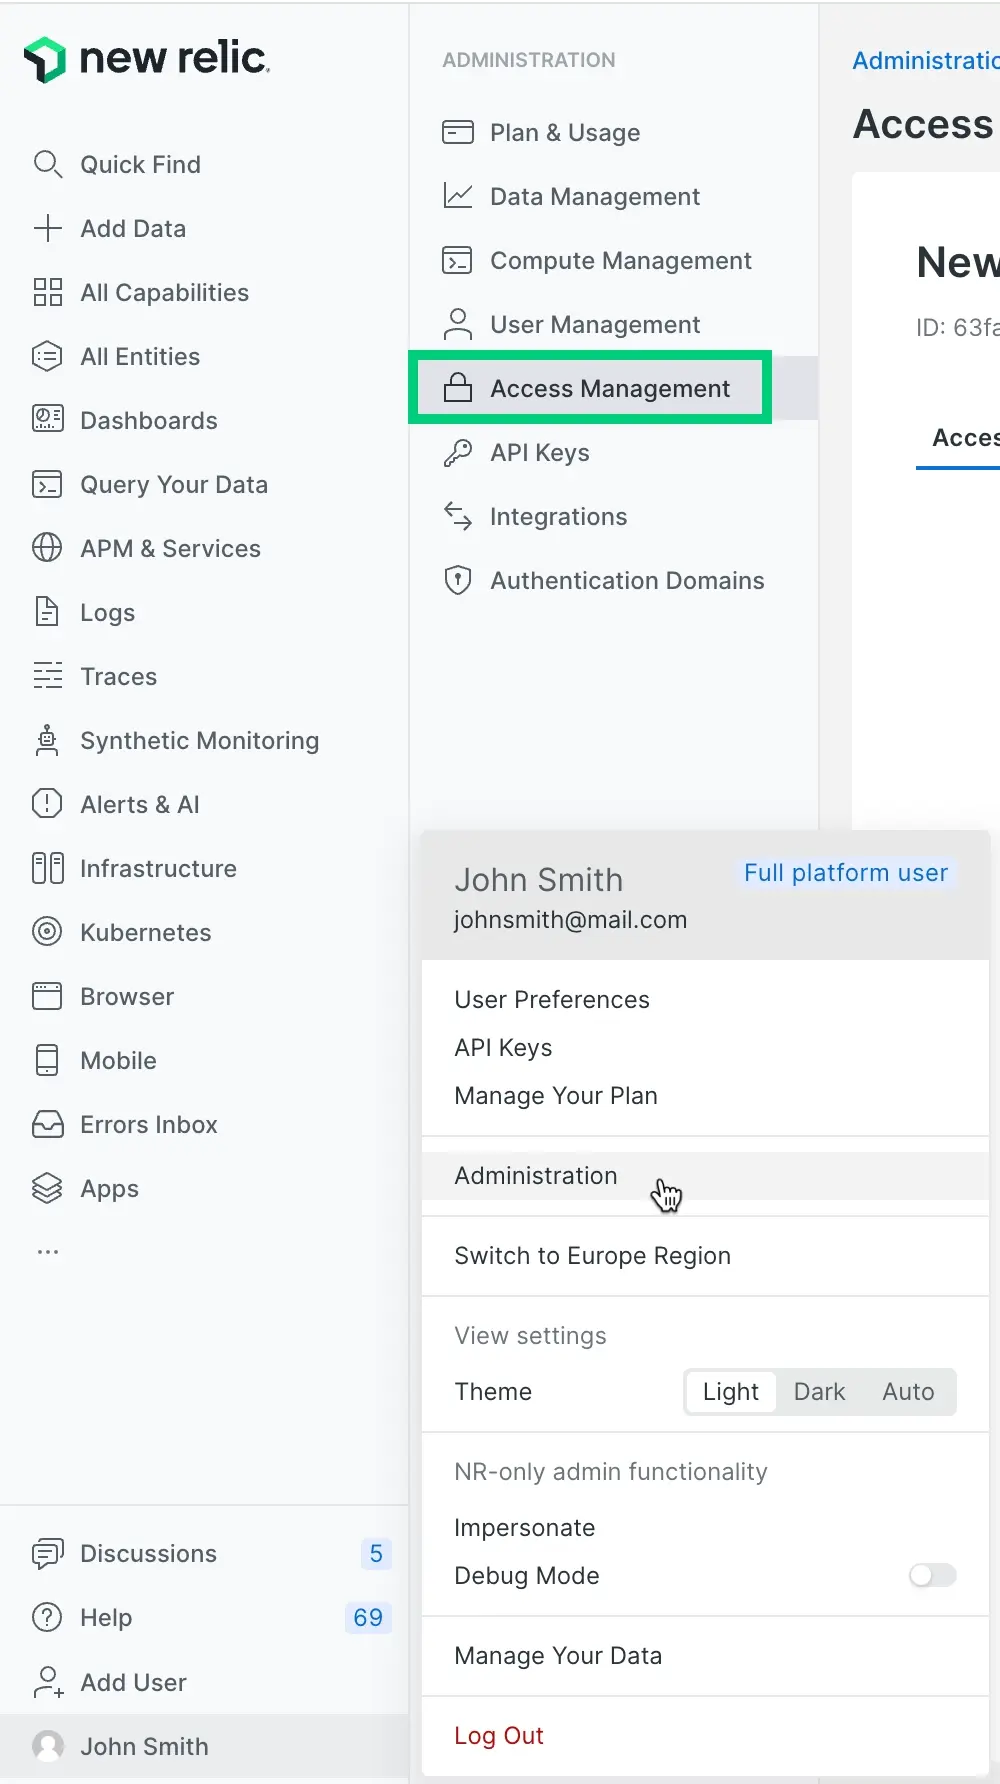 new relic.
Quick Find
Add Data
All Capabilities
All Entities
Dashboards
Query Your Data
APM & Services
Logs
Traces
Synthetic Monitoring
Alerts & AI
Infrastructure
Kubernetes
Browser
Mobile
Errors Inbox
Apps
...
Discussions 5
Help 69
Add User
John Smith
ADMINISTRATION
Plan & Usage
Data Management
Compute Management
User Management
Access Management
API Keys
Integrations
Authentication Domains
Administratio
Access
New
ID: 63fa
Acces
John Smith Full platform user
johnsmith@mail.com
User Preferences
API Keys
Manage Your Plan
Administration
Switch to Europe Region
View settings
Theme Light Dark Auto
NR-only admin functionality
Impersonate
Debug Mode
Manage Your Data
Log Out